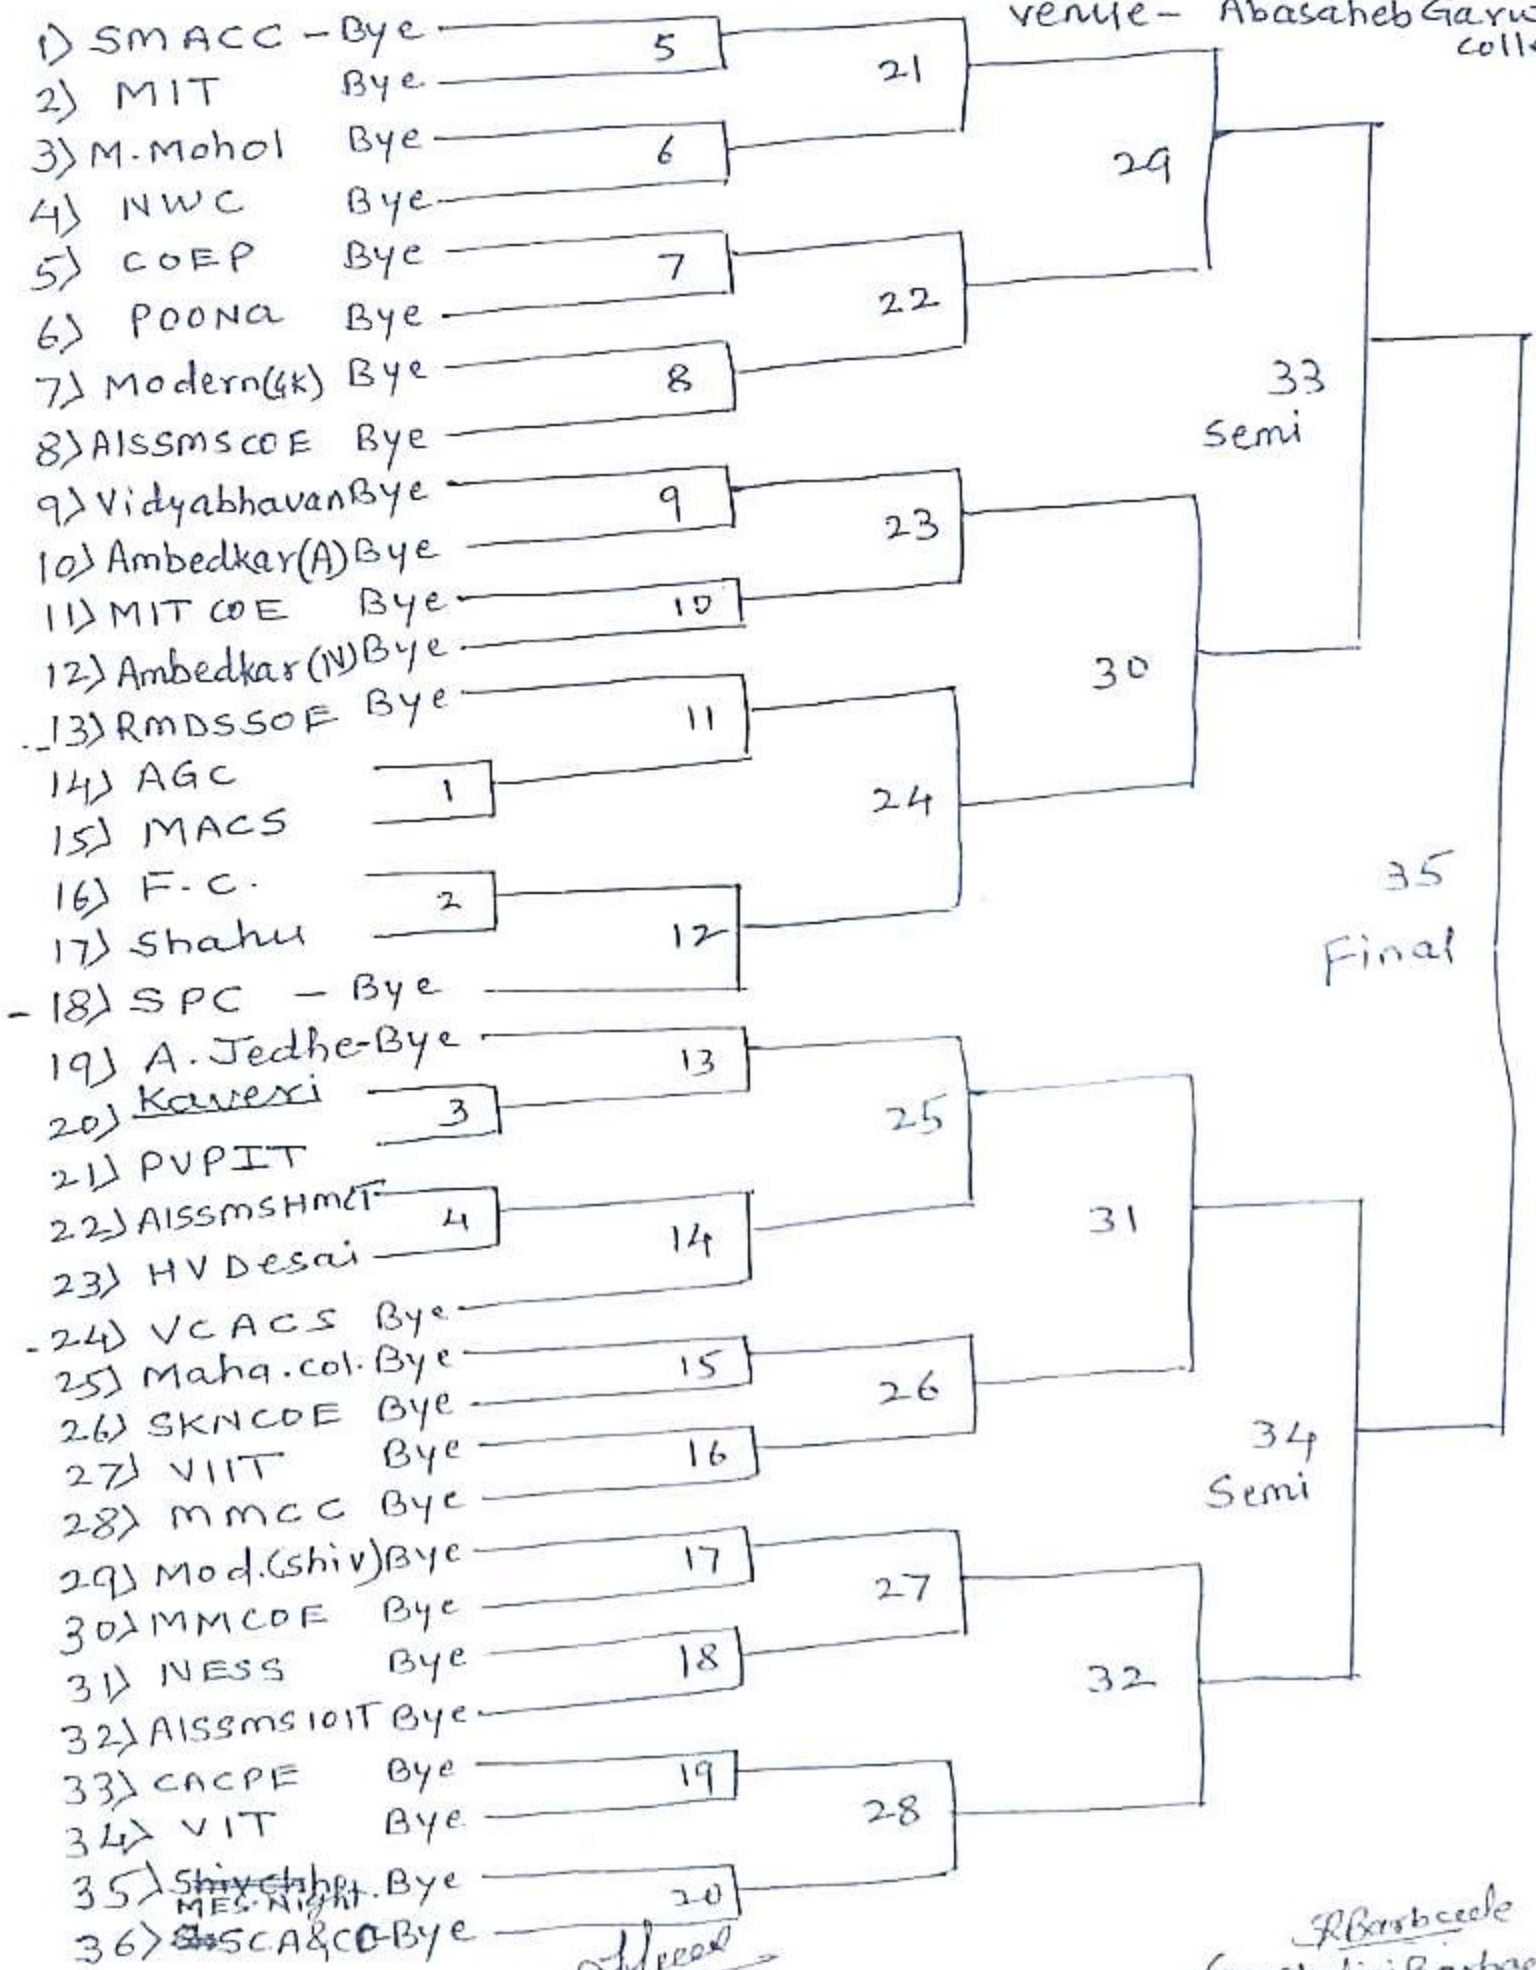 venue - Abasaheb Garw
colle
1) SMACC - Bye
5
21
2) MIT Bye
3) M. Mohol Bye
6
29
4) NWC Bye
5) COEP Bye
7
22
6) POONA Bye
7) Modern(GK) Bye
8
33
Semi
8) AISSMSCOE Bye
9) Vidyabhavan Bye
9
23
10) Ambedkar(A) Bye
11) MIT COE Bye
10
12) Ambedkar(N) Bye
30
13) RMDSSOE Bye
11
14) AGC
1
24
15) MACS
16) F.C.
2
35
Final
17) Shahu
12
18) SPC - Bye
19) A. Jedhe - Bye
13
20) Kaveri
3
25
21) PVPIT
22) AISSMSHMCT
4
14
31
23) HV Desai
24) VCACS Bye
25) Maha. col. Bye
15
26
26) SKNCOE Bye
27) VIIT Bye
16
34
Semi
28) MMCC Bye
29) Mod.(shiv) Bye
17
27
30) MMCOE Bye
31) NESS Bye
18
32
32) AISSMSIOIT Bye
33) CACPE Bye
19
28
34) VIT Bye
35) MES Night. Bye
20
36) SCA&CC - Bye